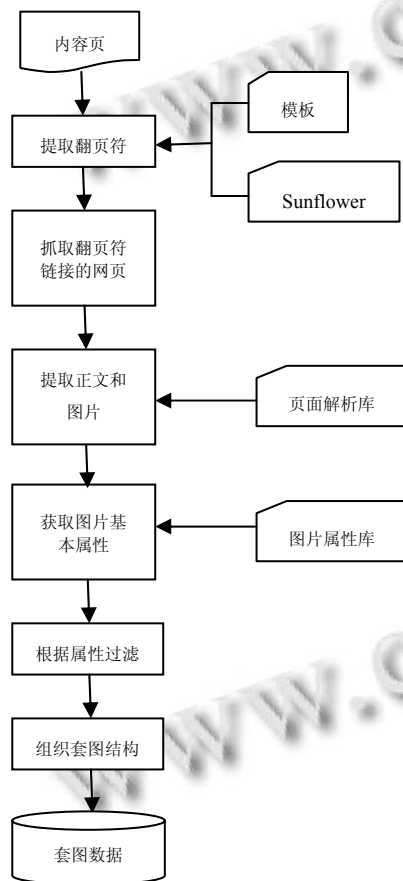 内容页
提取翻页符
模板
Sunflower
抓取翻页符
链接的网页
提取正文和
图片
页面解析库
获取图片基
本属性
图片属性库
根据属性过滤
组织套图结构
套图数据
www.c
www.c